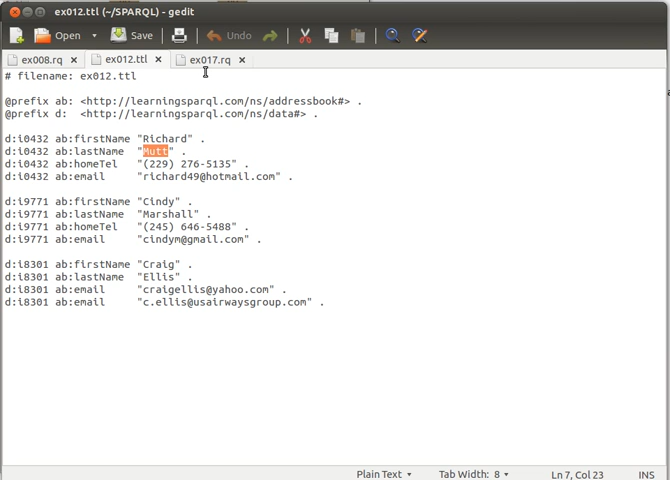 ex012.ttl (~/SPARQL) - gedit
Open Save Undo
ex008.rq ex012.ttl ex017.rq
# filename: ex012.ttl
@prefix ab: <http://learningsparql.com/ns/addressbook#> .
@prefix d: <http://learningsparql.com/ns/data#> .
d:i0432 ab:firstName "Richard" .
d:i0432 ab:lastName "Mutt" .
d:i0432 ab:homeTel "(229) 276-5135" .
d:i0432 ab:email "richard49@hotmail.com" .
d:i9771 ab:firstName "Cindy" .
d:i9771 ab:lastName "Marshall" .
d:i9771 ab:homeTel "(245) 646-5488" .
d:i9771 ab:email "cindym@gmail.com" .
d:i8301 ab:firstName "Craig" .
d:i8301 ab:lastName "Ellis" .
d:i8301 ab:email "craigellis@yahoo.com" .
d:i8301 ab:email "c.ellis@usairwaysgroup.com" .
Plain Text Tab Width: 8 Ln 7, Col 23 INS